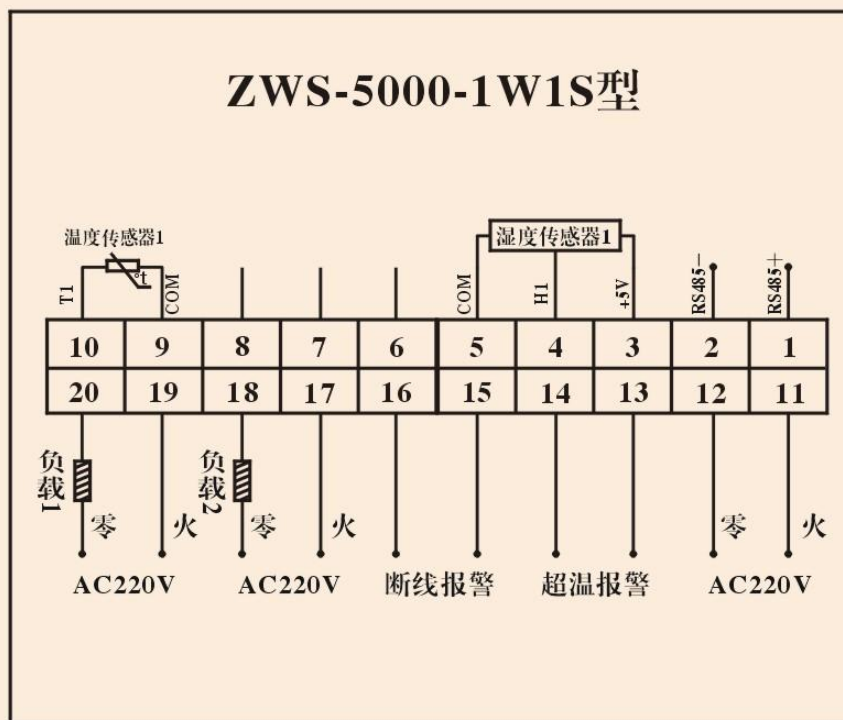 ZWS-5000-1W1S型
温度传感器1
湿度传感器1
°t
T1
COM
COM
H1
+5V
RS485-
RS485+
10 9 8 7 6 5 4 3 2 1
20 19 18 17 16 15 14 13 12 11
负载1
负载2
零 火 零 火 零 火
AC220V AC220V 断线报警 超温报警 AC220V